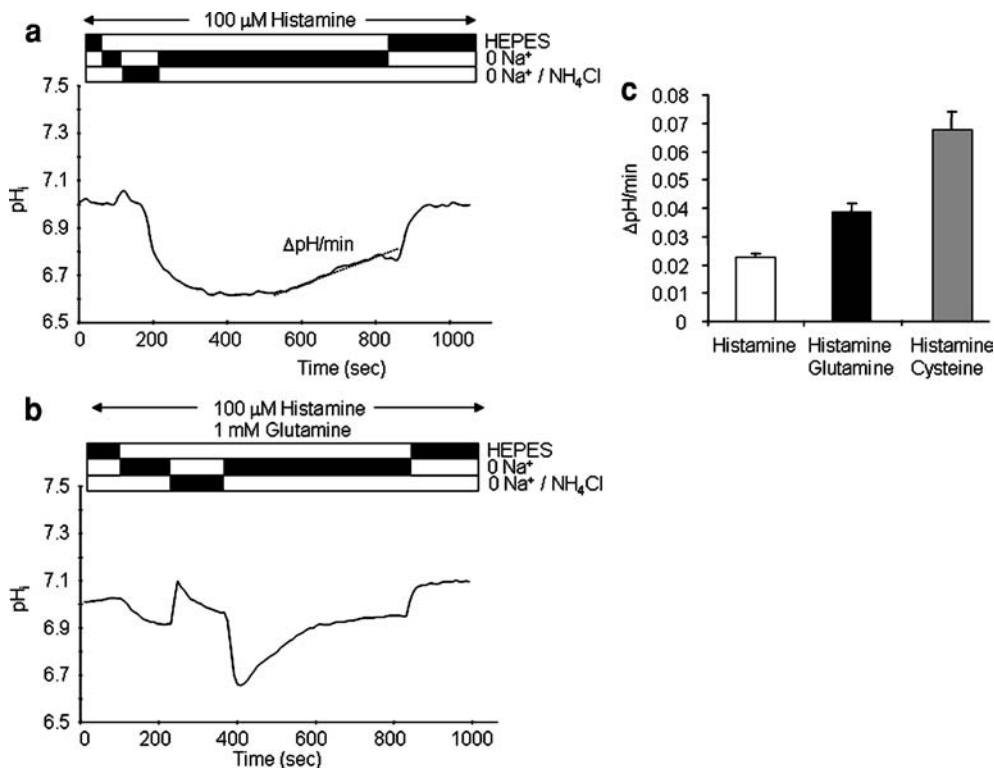 a
100 µM Histamine
HEPES
0 Na⁺
0 Na⁺ / NH₄Cl
7.5
7.3
7.1
6.9
6.7
6.5
pHᵢ
ΔpH/min
0 200 400 600 800 1000
Time (sec)
b
100 µM Histamine
1 mM Glutamine
HEPES
0 Na⁺
0 Na⁺ / NH₄Cl
7.5
7.3
7.1
6.9
6.7
6.5
pHᵢ
0 200 400 600 800 1000
Time (sec)
c
0.08
0.07
0.06
0.05
0.04
0.03
0.02
0.01
0
ΔpH/min
Histamine
Histamine Glutamine
Histamine Cysteine